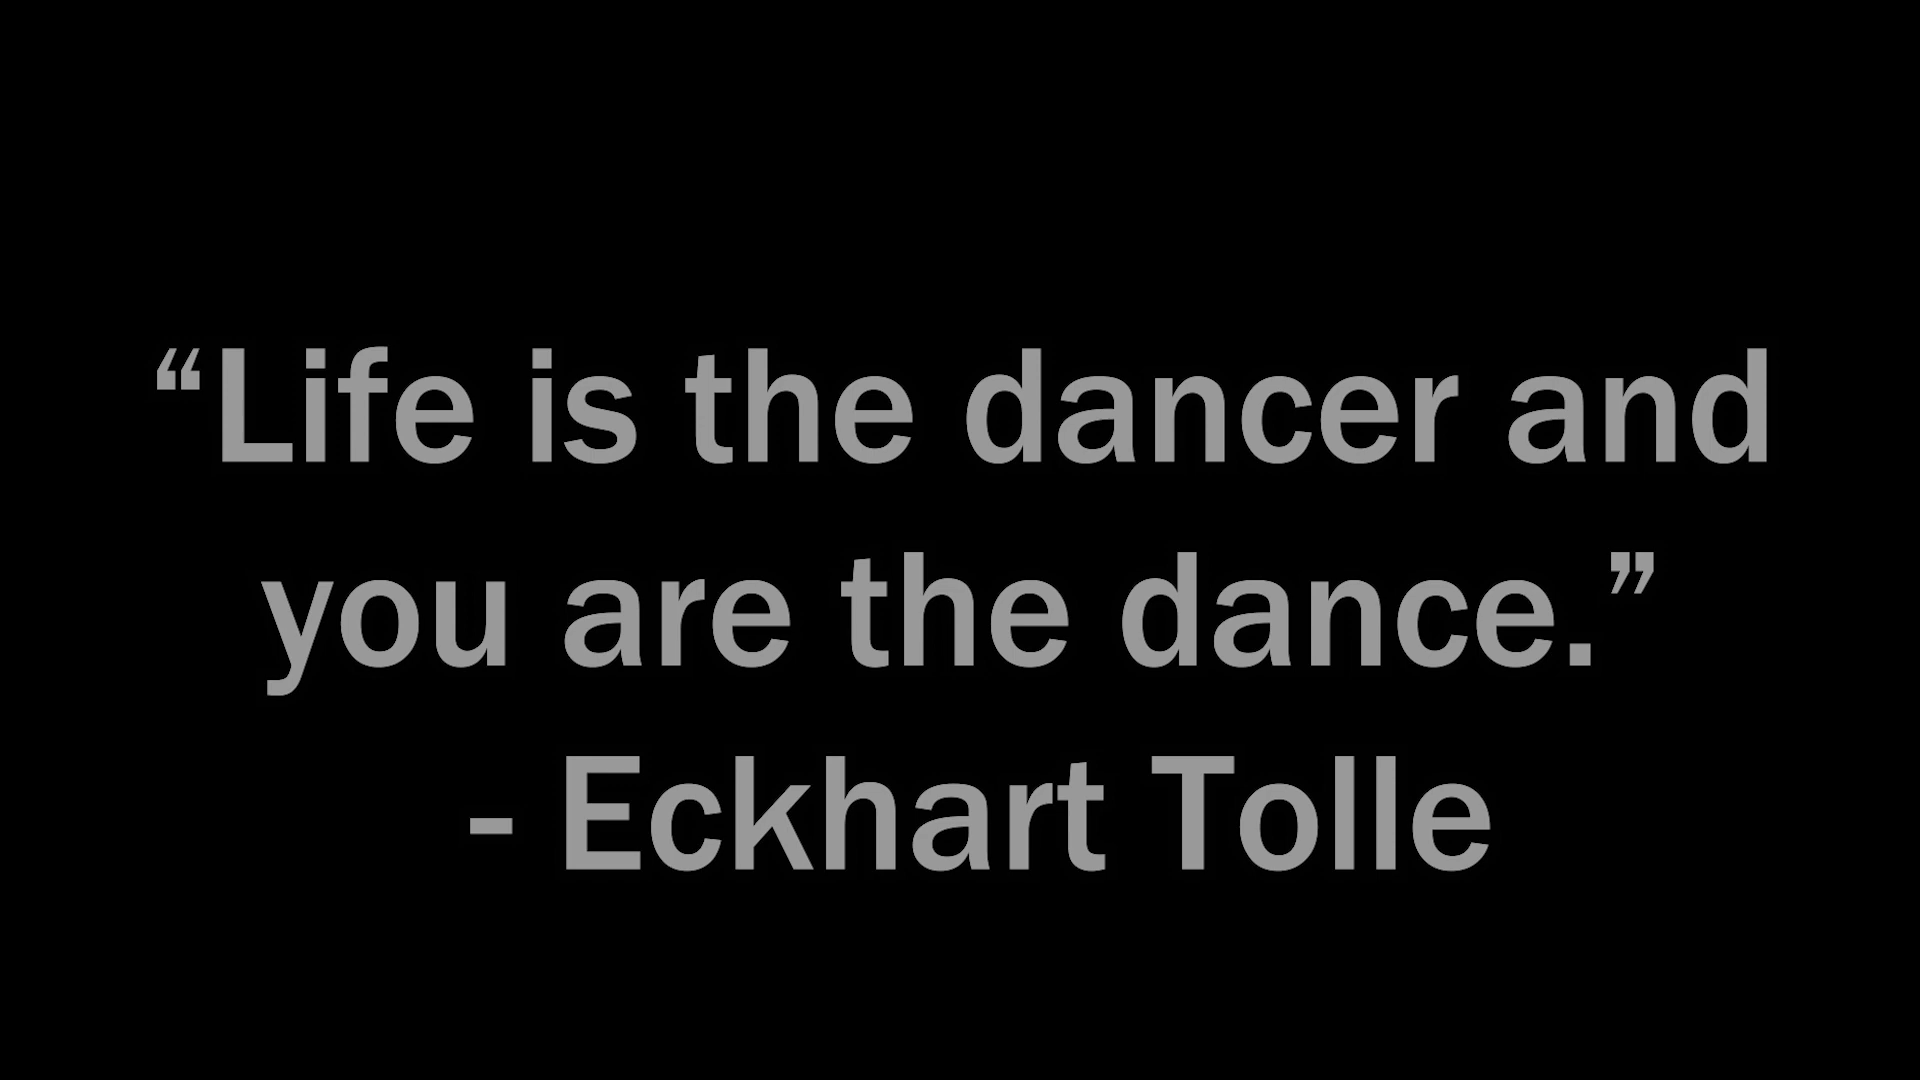 “Life is the dancer and
you are the dance.”
- Eckhart Tolle